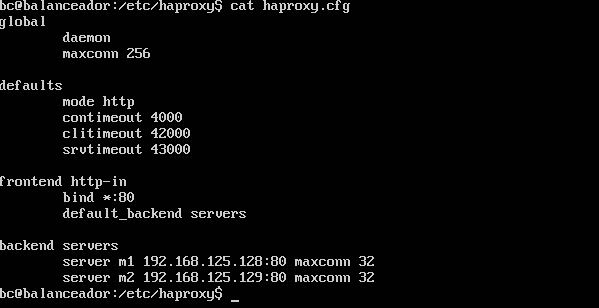 bc@balanceador:/etc/haproxy$ cat haproxy.cfg
global
        daemon
        maxconn 256

defaults
        mode http
        contimeout 4000
        clitimeout 42000
        srvtimeout 43000

frontend http-in
        bind *:80
        default_backend servers

backend servers
        server m1 192.168.125.128:80 maxconn 32
        server m2 192.168.125.129:80 maxconn 32
bc@balanceador:/etc/haproxy$ _